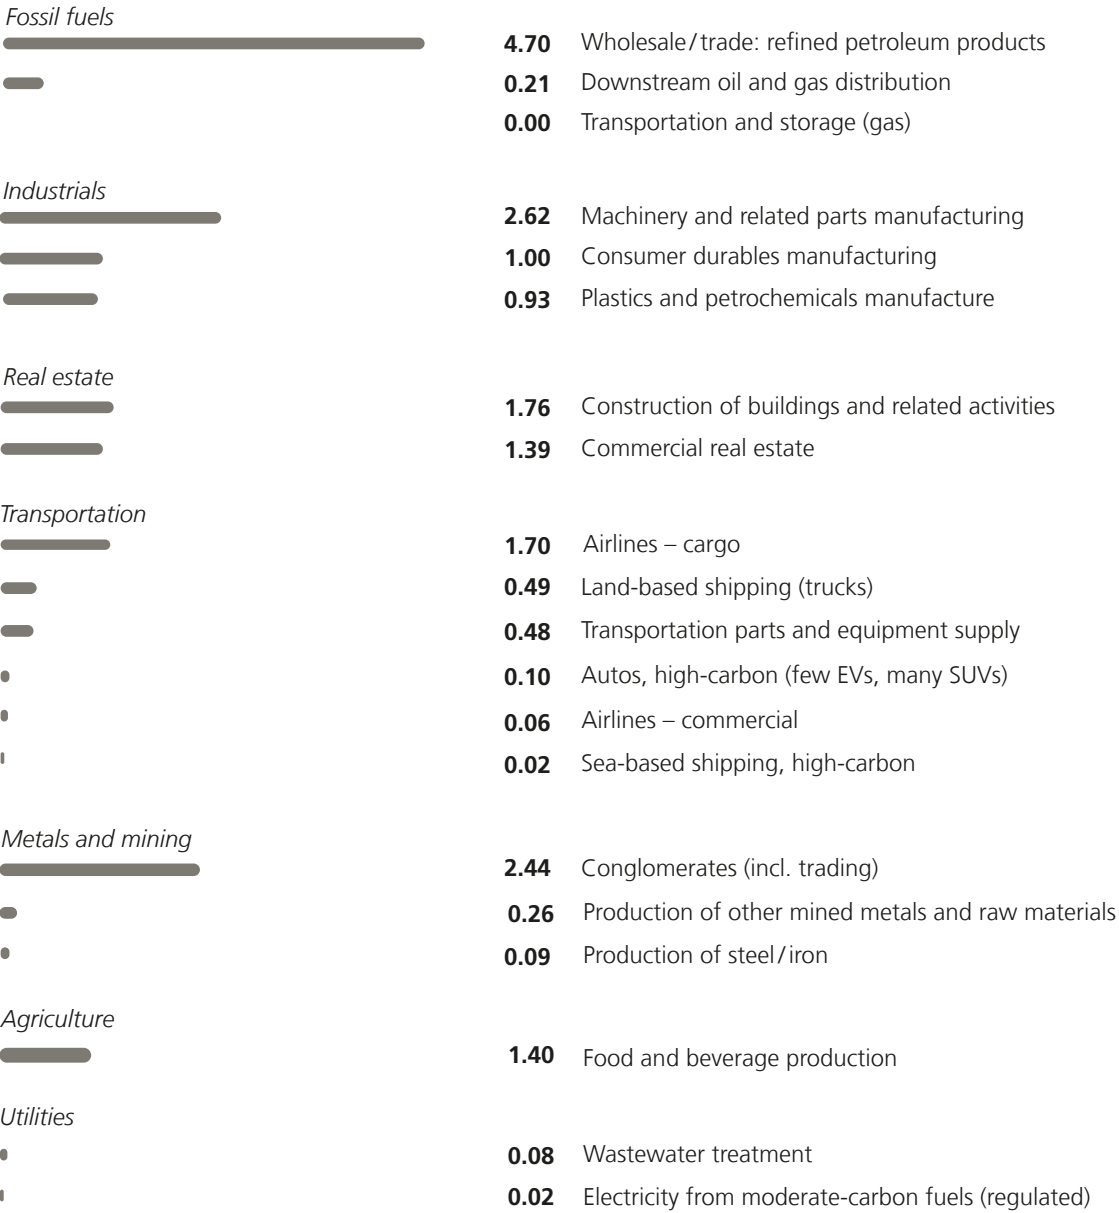 Fossil fuels
4.70 Wholesale/trade: refined petroleum products
0.21 Downstream oil and gas distribution
0.00 Transportation and storage (gas)
Industrials
2.62 Machinery and related parts manufacturing
1.00 Consumer durables manufacturing
0.93 Plastics and petrochemicals manufacture
Real estate
1.76 Construction of buildings and related activities
1.39 Commercial real estate
Transportation
1.70 Airlines – cargo
0.49 Land-based shipping (trucks)
0.48 Transportation parts and equipment supply
0.10 Autos, high-carbon (few EVs, many SUVs)
0.06 Airlines – commercial
0.02 Sea-based shipping, high-carbon
Metals and mining
2.44 Conglomerates (incl. trading)
0.26 Production of other mined metals and raw materials
0.09 Production of steel/iron
Agriculture
1.40 Food and beverage production
Utilities
0.08 Wastewater treatment
0.02 Electricity from moderate-carbon fuels (regulated)